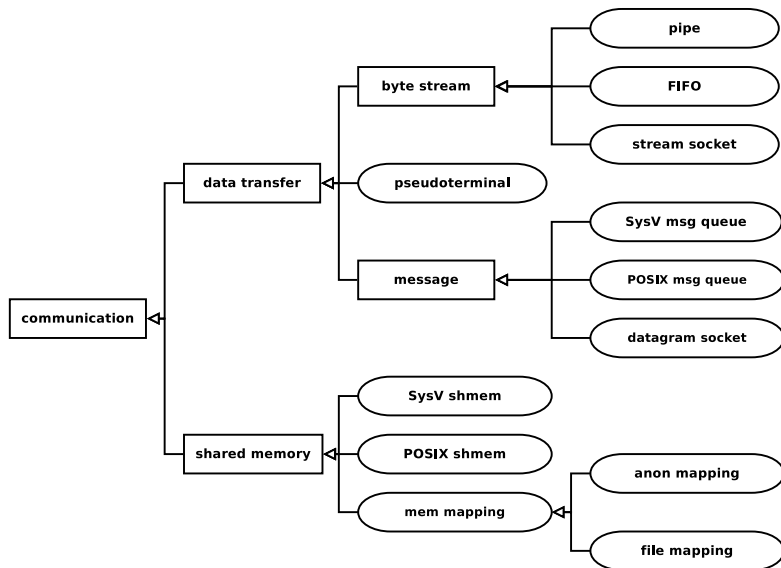 pipe
byte stream
FIFO
stream socket
data transfer
pseudoterminal
SysV msg queue
message
POSIX msg queue
communication
datagram socket
SysV shmem
shared memory
POSIX shmem
anon mapping
mem mapping
file mapping